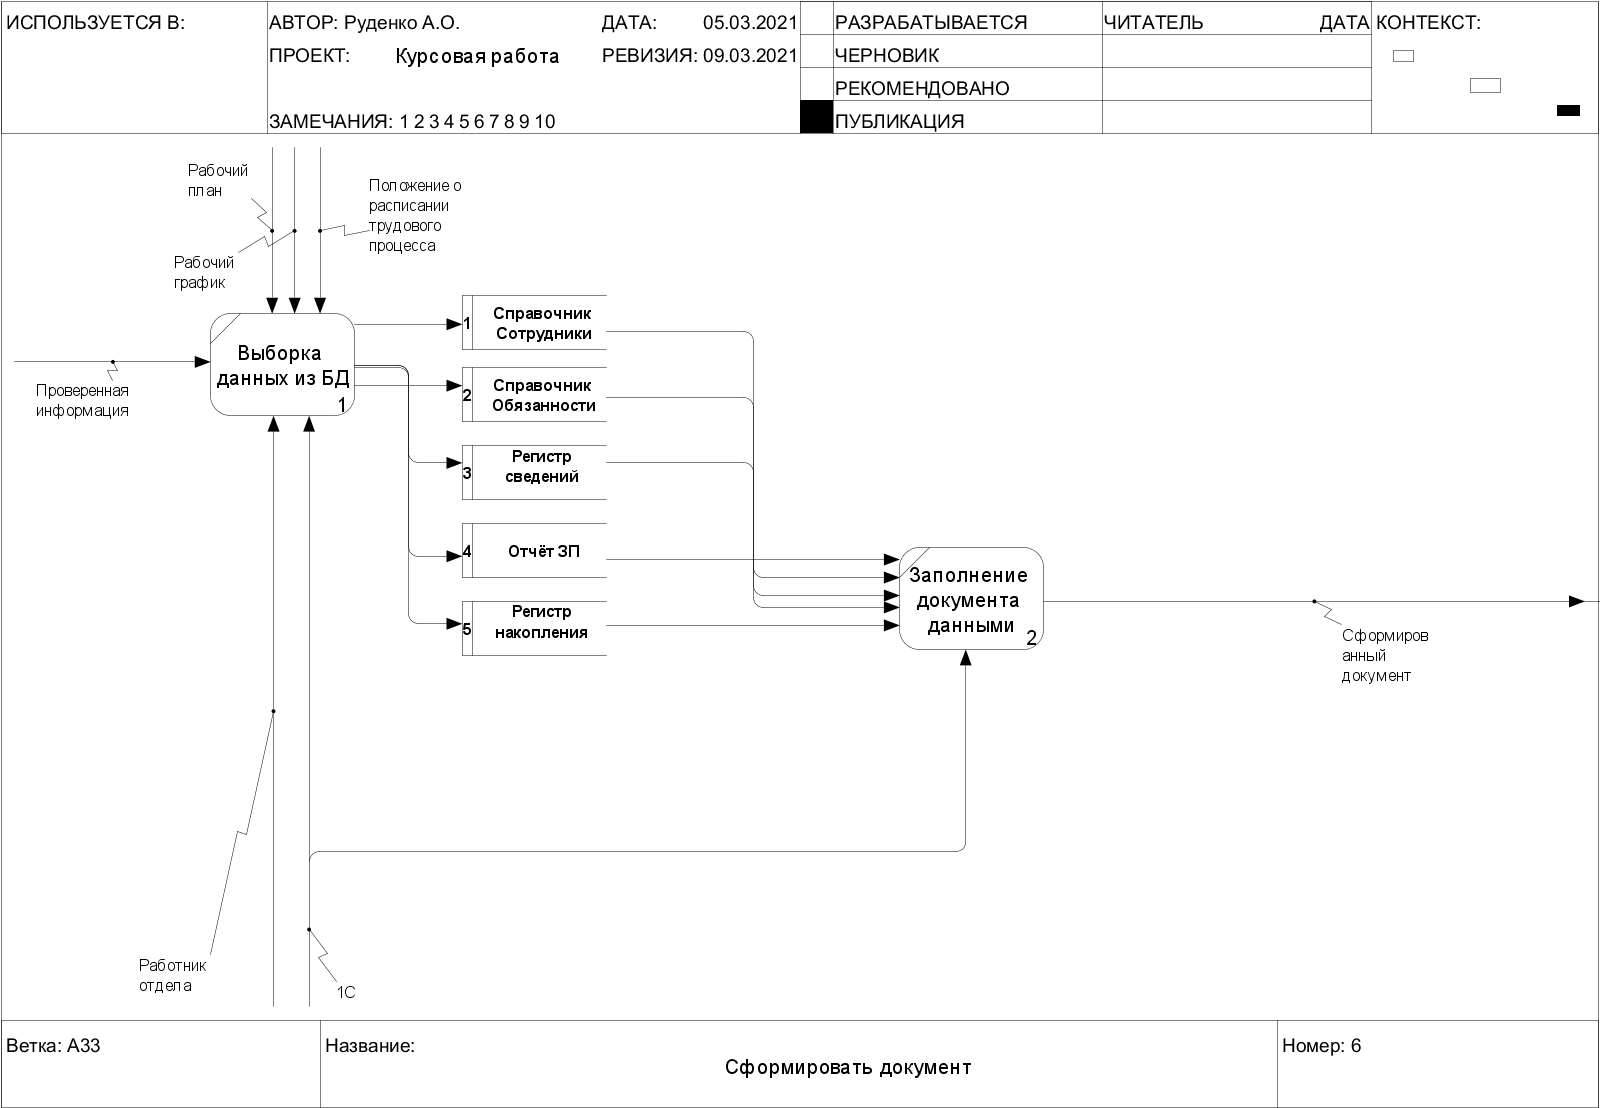 ИСПОЛЬЗУЕТСЯ В:
АВТОР: Руденко А.О.
ДАТА: 05.03.2021
ПРОЕКТ: Курсовая работа
РЕВИЗИЯ: 09.03.2021
ЗАМЕЧАНИЯ: 1 2 3 4 5 6 7 8 9 10
РАЗРАБАТЫВАЕТСЯ
ЧЕРНОВИК
РЕКОМЕНДОВАНО
ПУБЛИКАЦИЯ
ЧИТАТЕЛЬ ДАТА
КОНТЕКСТ:
Рабочий
план
Положение о
расписании
трудового
процесса
Рабочий
график
Проверенная
информация
Выборка
данных из БД
1
1
Справочник
Сотрудники
2
Справочник
Обязанности
3
Регистр
сведений
4
Отчёт ЗП
5
Регистр
накопления
Заполнение
документа
данными
2
Сформиров
анный
документ
Работник
отдела
1С
Ветка: А33
Название:
Сформировать документ
Номер: 6